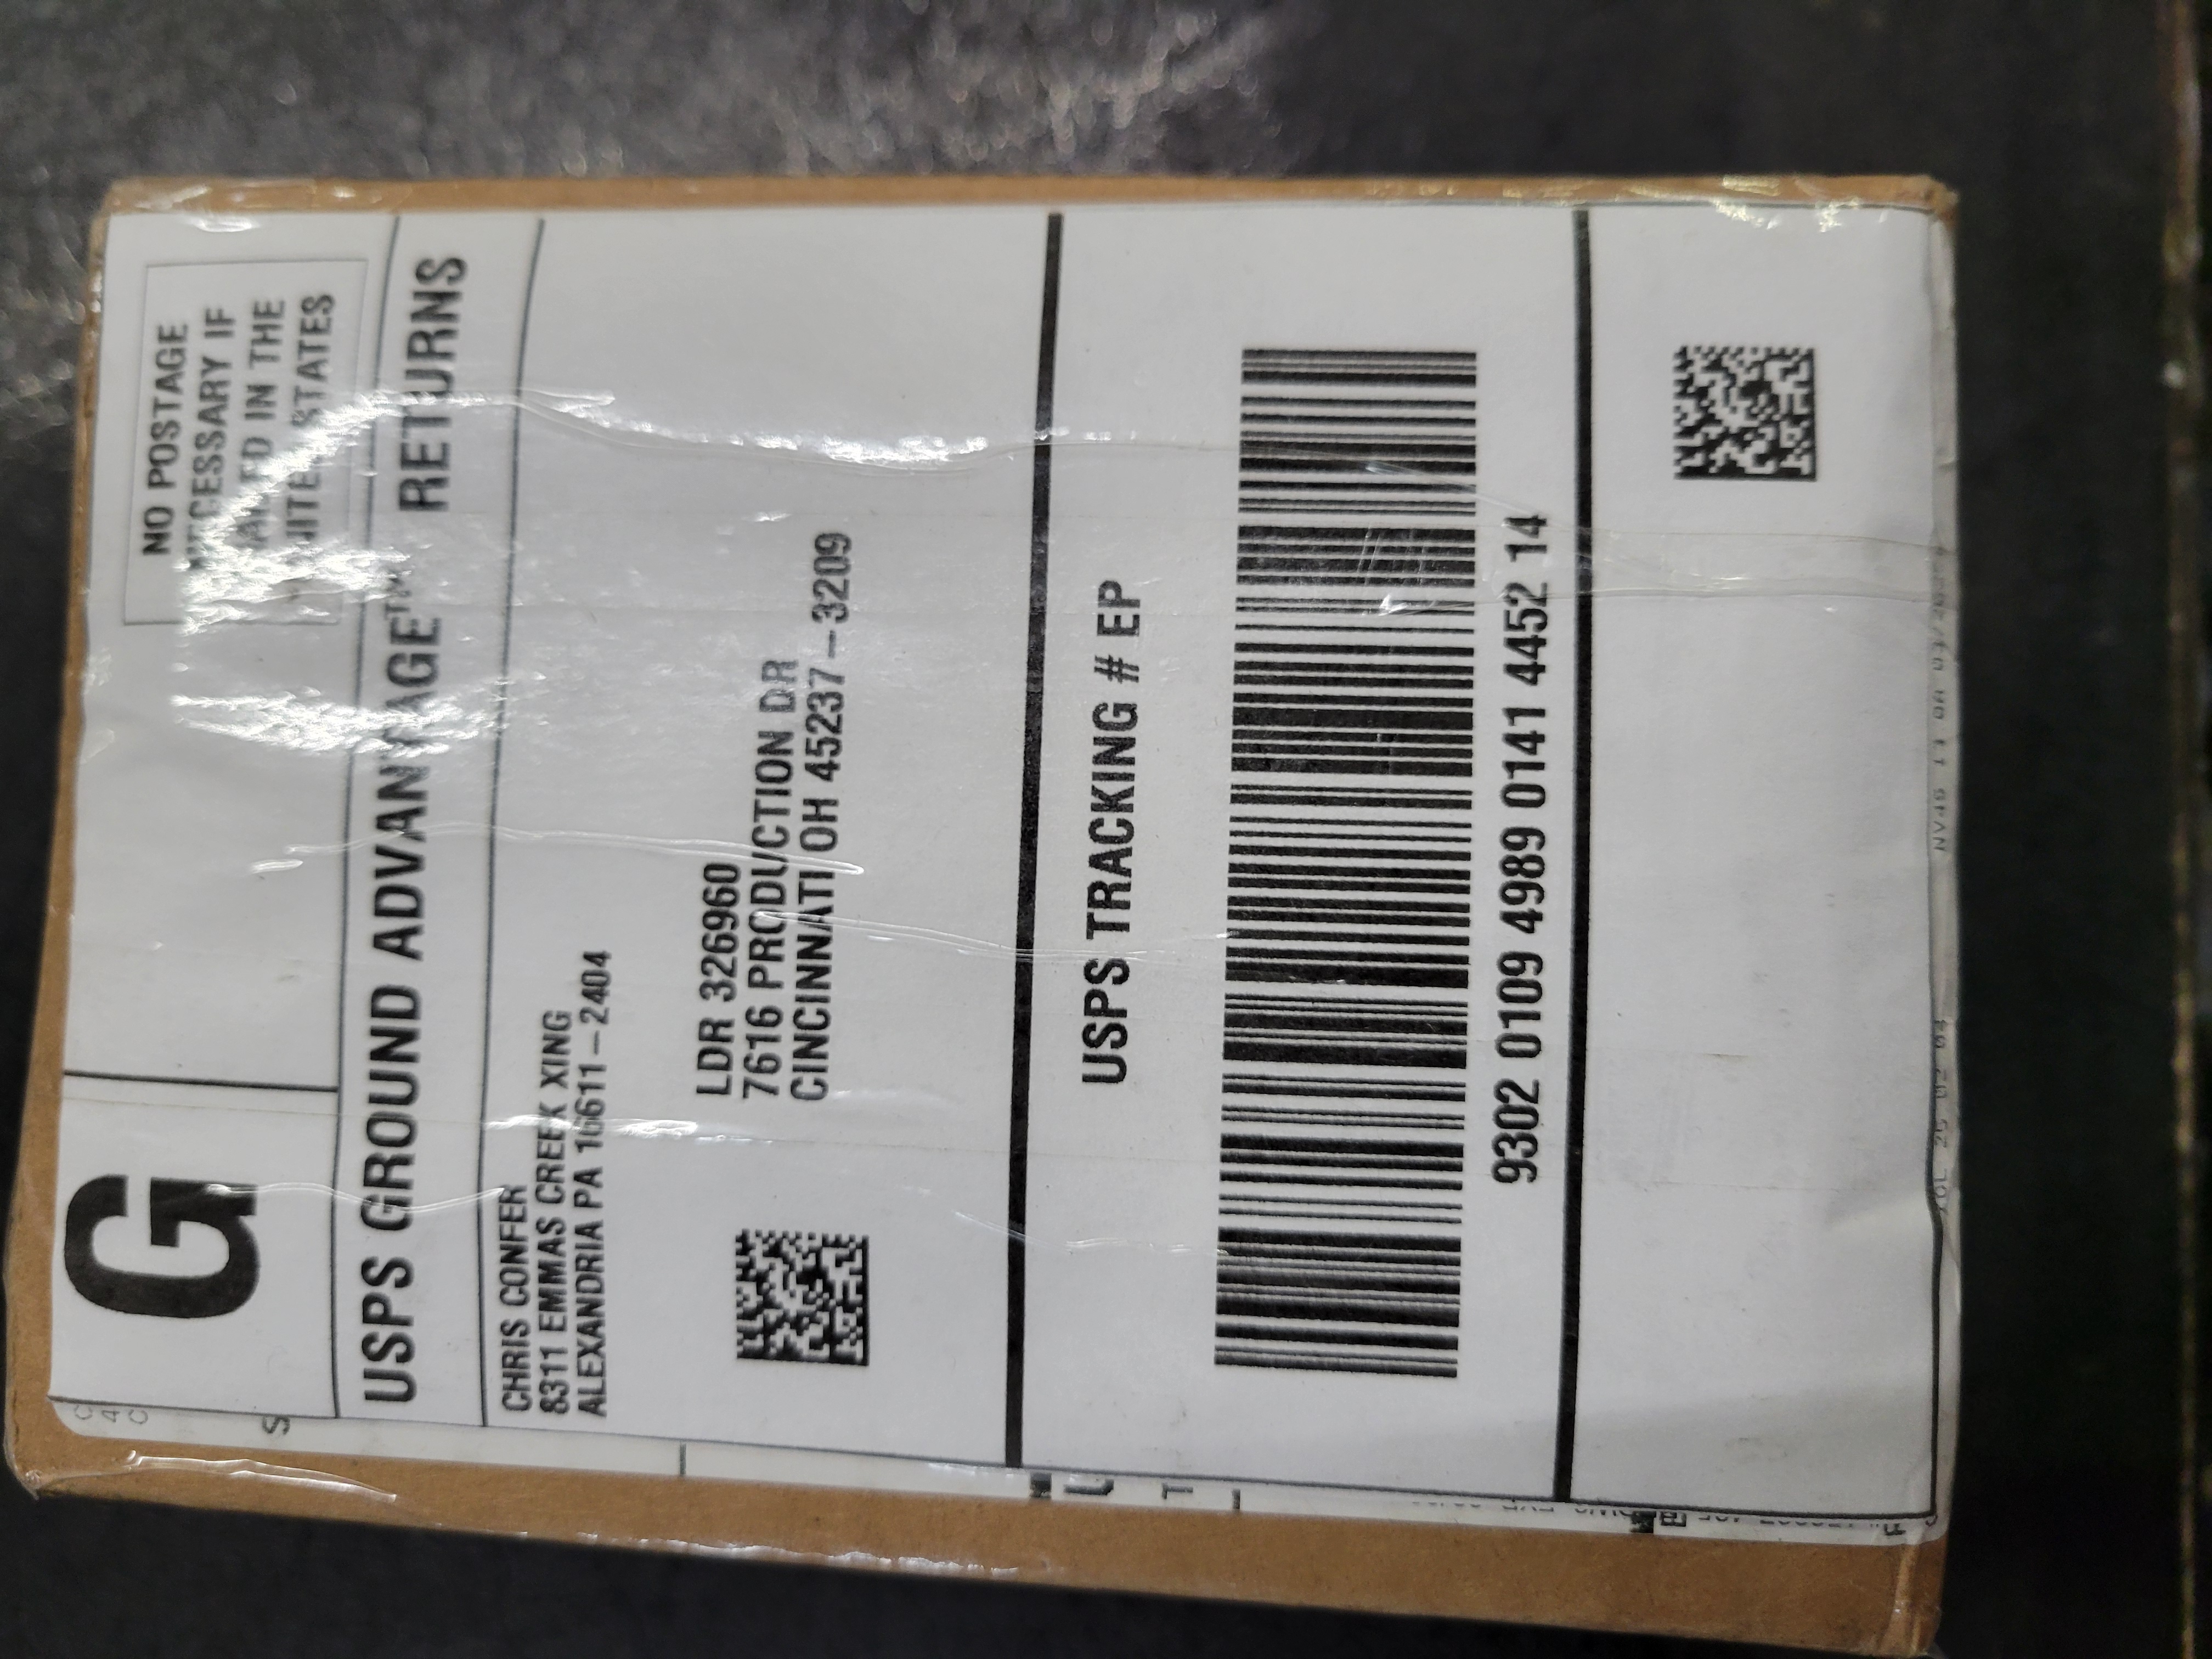 G
NO POSTAGE
NECESSARY IF
MAILED IN THE
UNITED STATES
USPS GROUND ADVANTAGE™ RETURNS
CHRIS CONFER
8311 EMMAS CREEK XING
ALEXANDRIA PA 16611-2404
LDR 326960
7616 PRODUCTION DR
CINCINNATI OH 45237-3209
USPS TRACKING # EP
9302 0109 4989 0141 4452 14